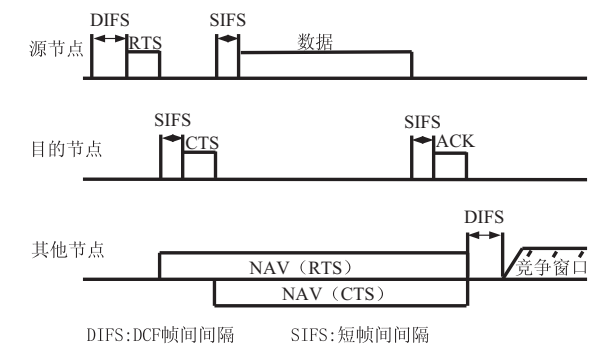 DIFS SIFS
源节点 RTS 数据
SIFS SIFS
目的节点 CTS ACK
DIFS
其他节点
NAV（RTS） 竞争窗口
NAV（CTS）
DIFS:DCF帧间间隔 SIFS:短帧间间隔